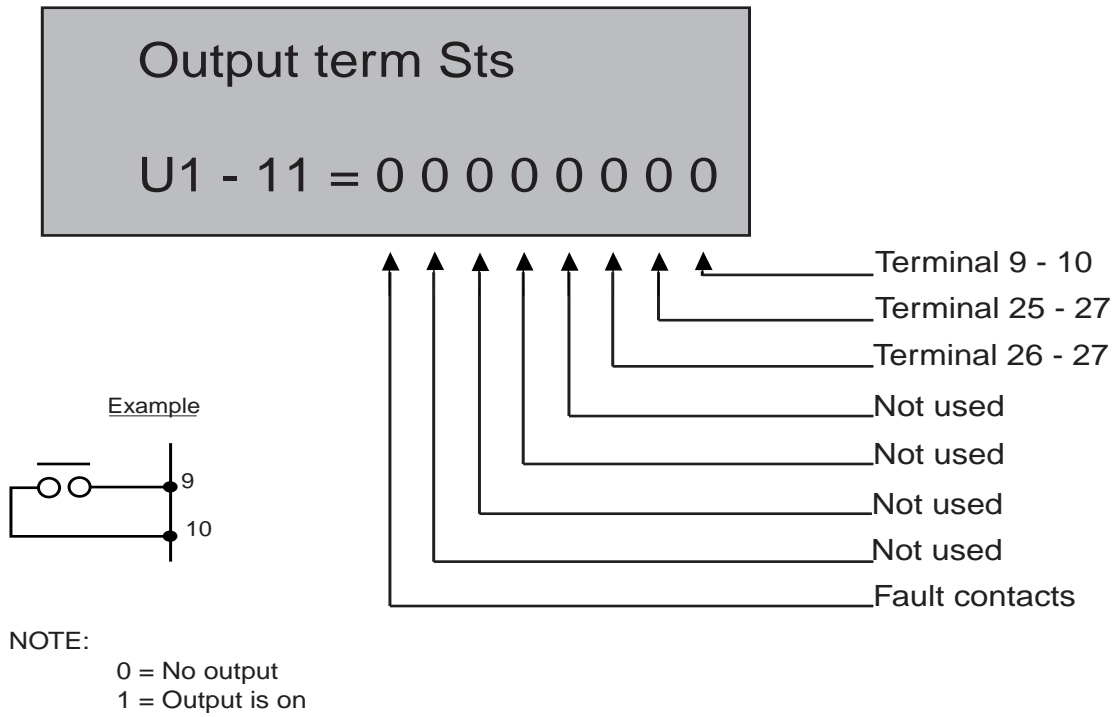 Output term Sts
U1 - 11 = 0 0 0 0 0 0 0 0
Terminal 9 - 10
Terminal 25 - 27
Terminal 26 - 27
Not used
Not used
Not used
Not used
Fault contacts
Example
9
10
NOTE:
0 = No output
1 = Output is on